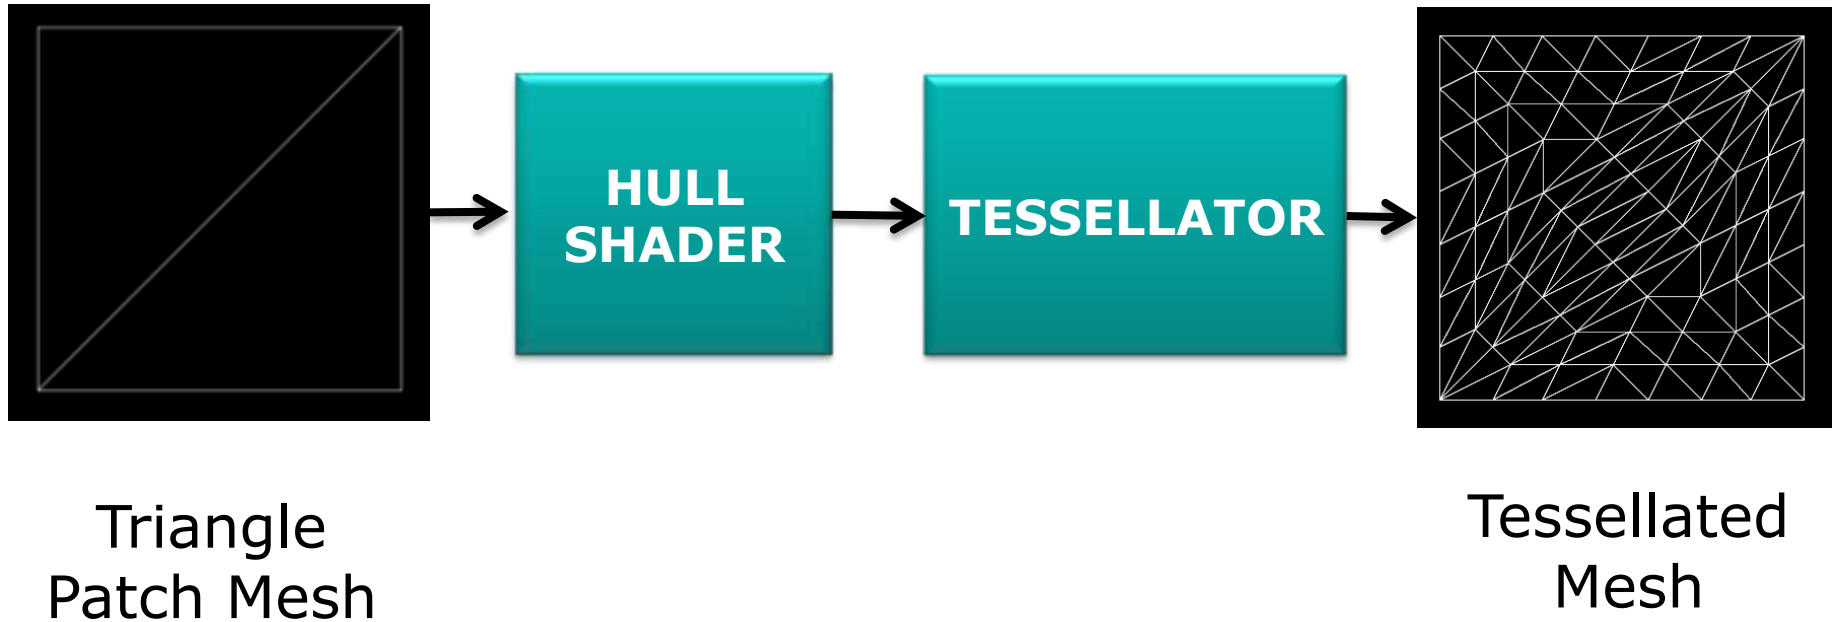 HULL
SHADER
TESSELLATOR
Triangle
Patch Mesh
Tessellated
Mesh